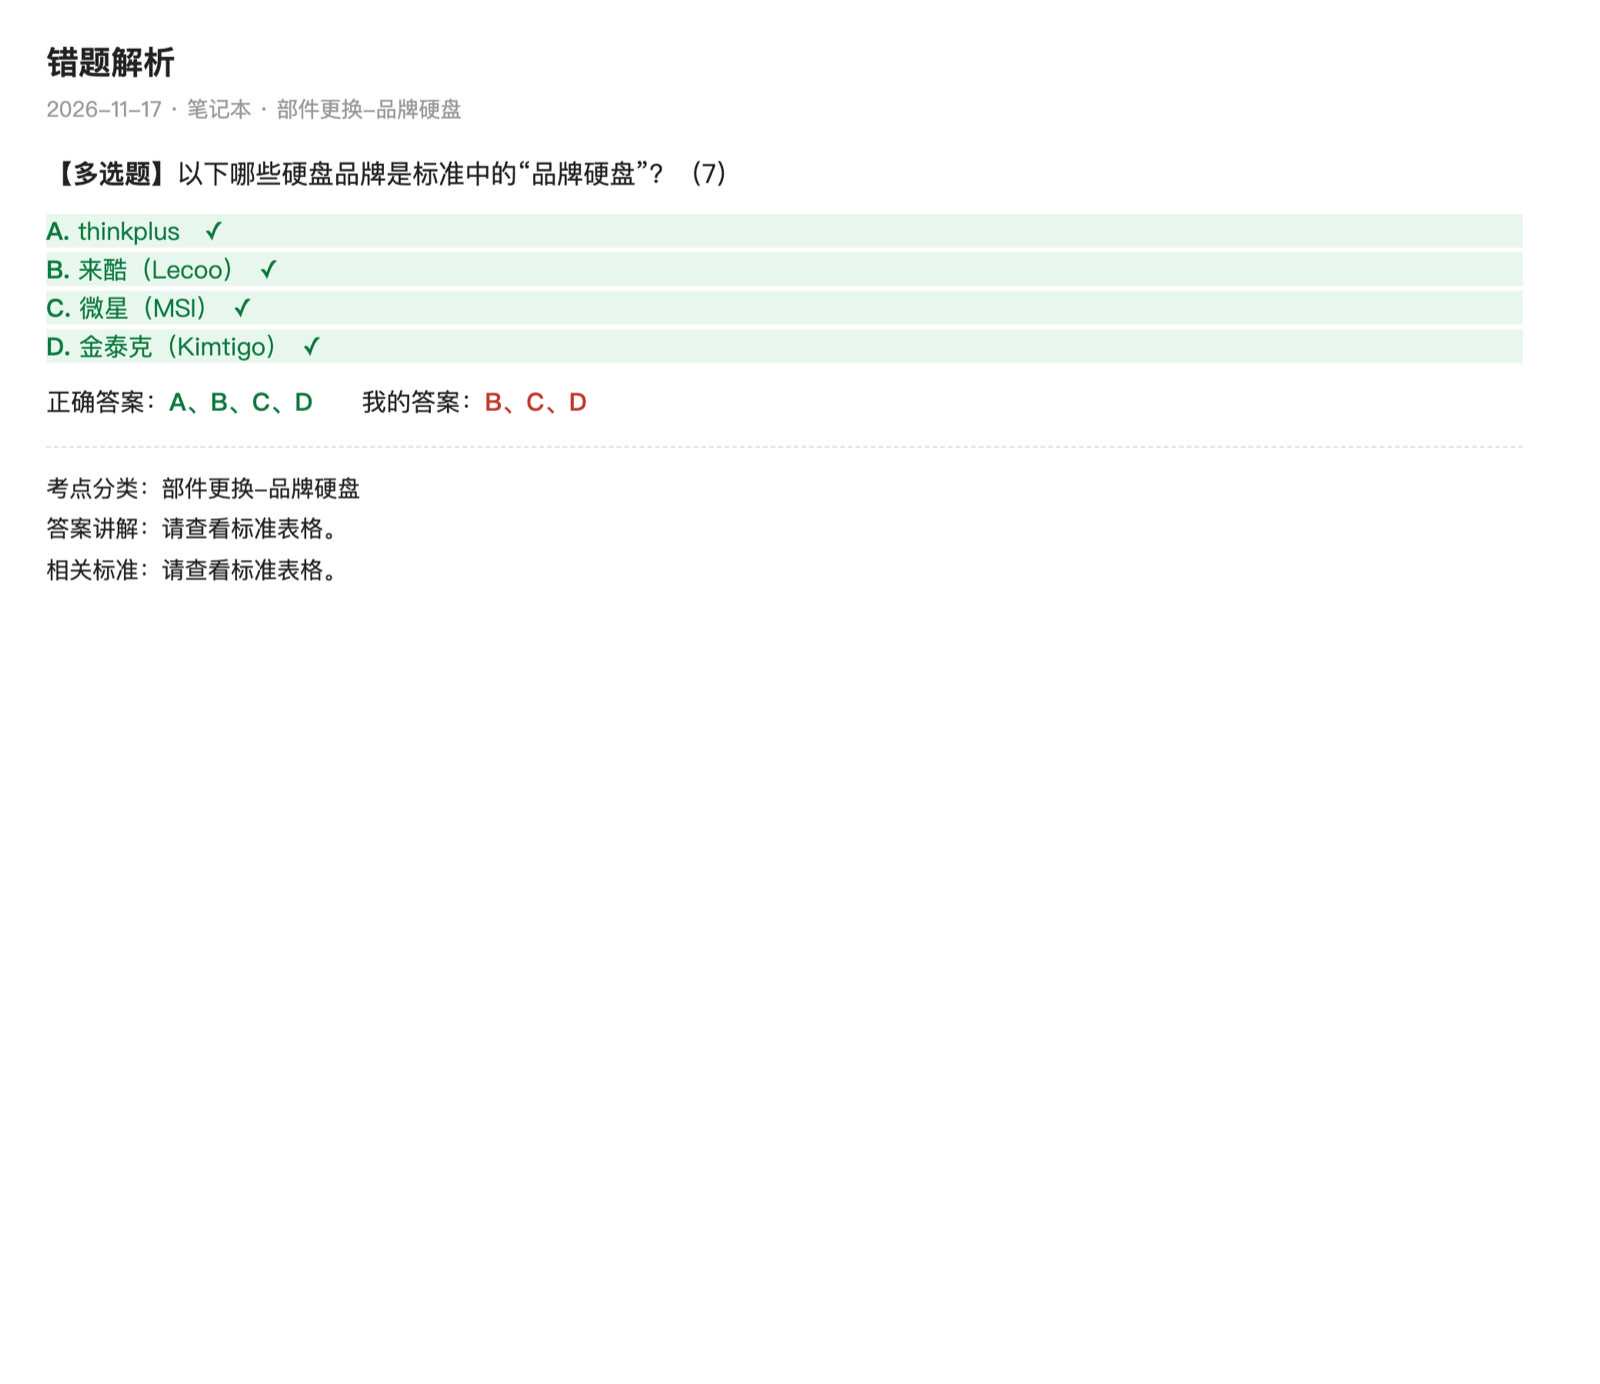 错题解析
2026-11-17 · 笔记本 · 部件更换-品牌硬盘
【多选题】以下哪些硬盘品牌是标准中的“品牌硬盘”？（7）
A. thinkplus ✓
B. 来酷（Lecoo） ✓
C. 微星（MSI） ✓
D. 金泰克（Kimtigo） ✓
正确答案：A、B、C、D 我的答案：B、C、D
考点分类：部件更换-品牌硬盘
答案讲解：请查看标准表格。
相关标准：请查看标准表格。